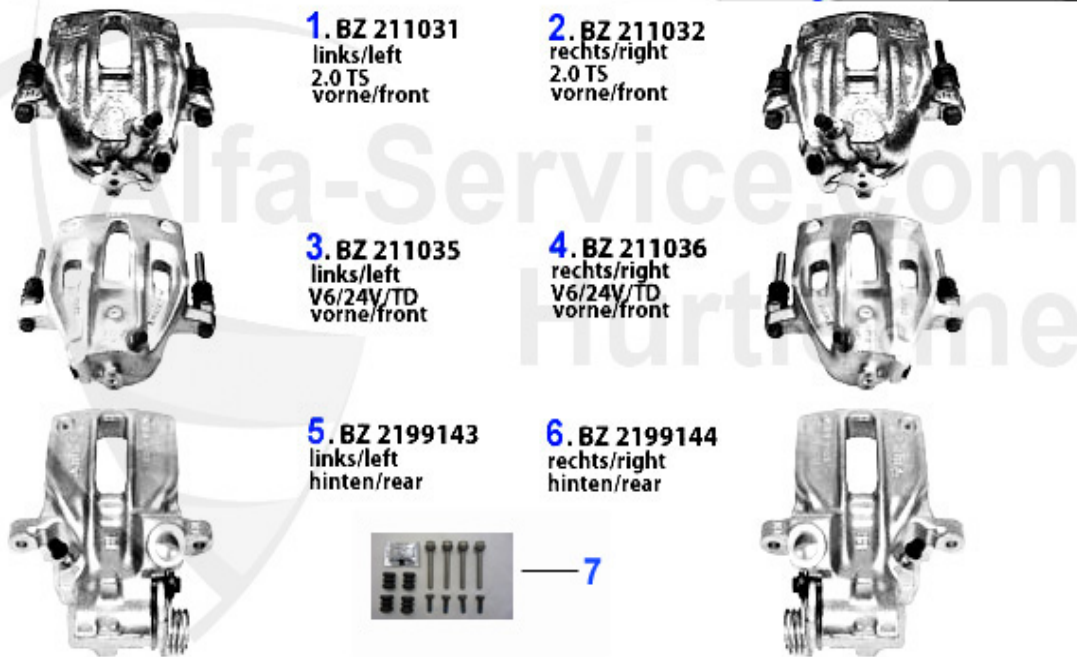 1. BZ 211031
links/left
2.0 TS
vorne/front
2. BZ 211032
rechts/right
2.0 TS
vorne/front
Alfa-Service.com
3. BZ 211035
links/left
V6/24V/TD
vorne/front
4. BZ 211036
rechts/right
V6/24V/TD
vorne/front
5. BZ 2199143
links/left
hinten/rear
6. BZ 2199144
rechts/right
hinten/rear
7